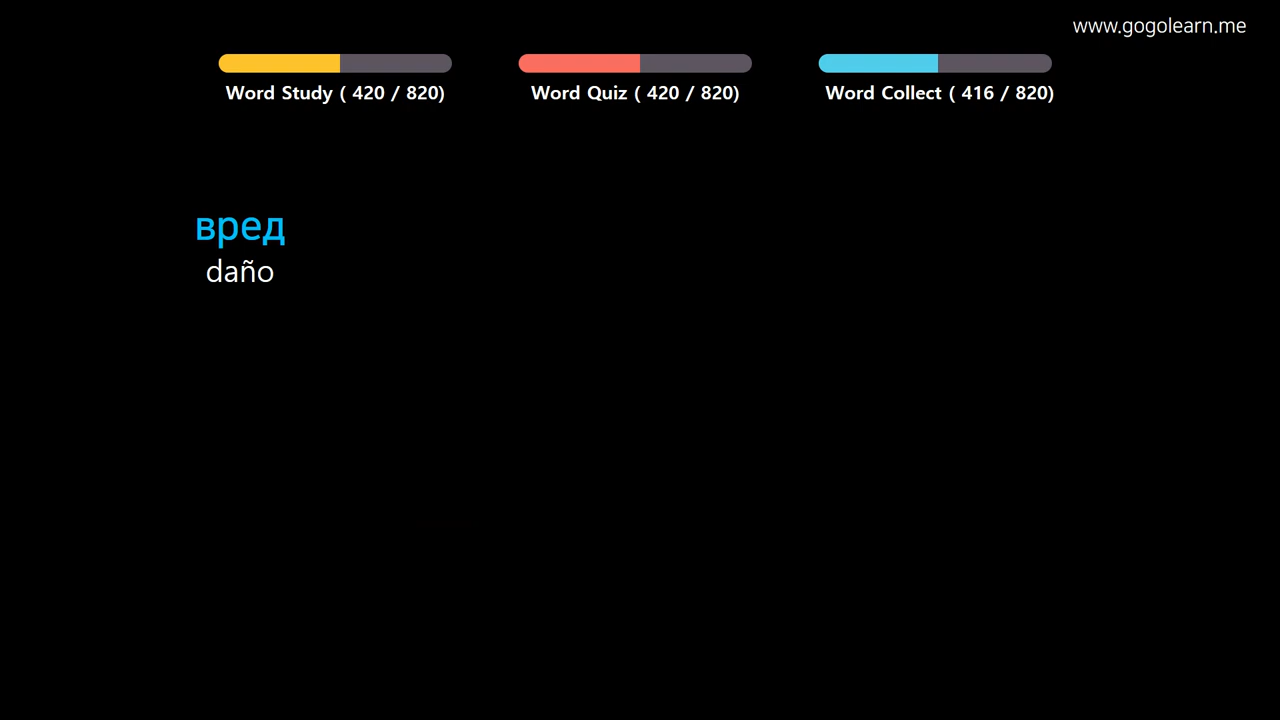 www.gogolearn.me
Word Study ( 420 / 820)
Word Quiz ( 420 / 820)
Word Collect ( 416 / 820)
вред
daño